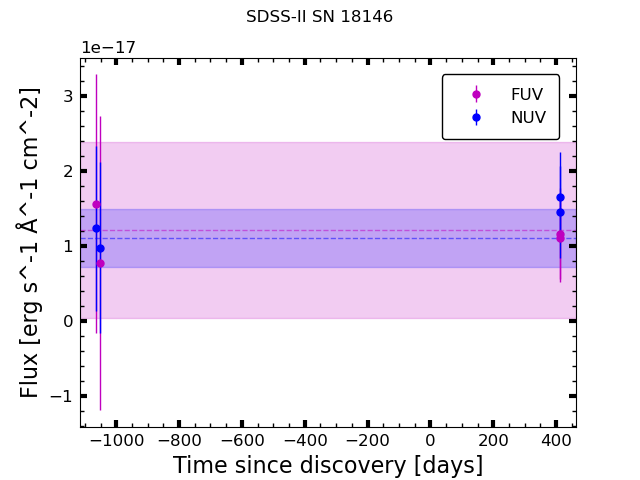 SDSS-II SN 18146
1e−17
FUV
NUV
3
2
1
0
−1
−1000 −800 −600 −400 −200 0 200 400
Time since discovery [days]
Flux [erg s^-1 Å^-1 cm^-2]